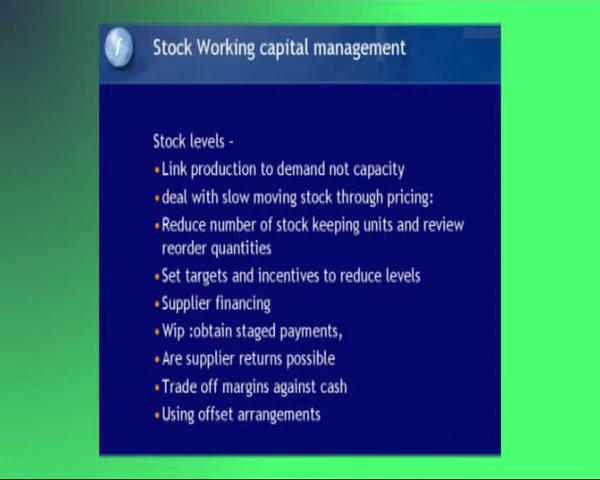 f
Stock Working capital management
Stock levels -
•Link production to demand not capacity
•deal with slow moving stock through pricing:
•Reduce number of stock keeping units and review
reorder quantities
•Set targets and incentives to reduce levels
•Supplier financing
•Wip :obtain staged payments,
•Are supplier returns possible
•Trade off margins against cash
•Using offset arrangements